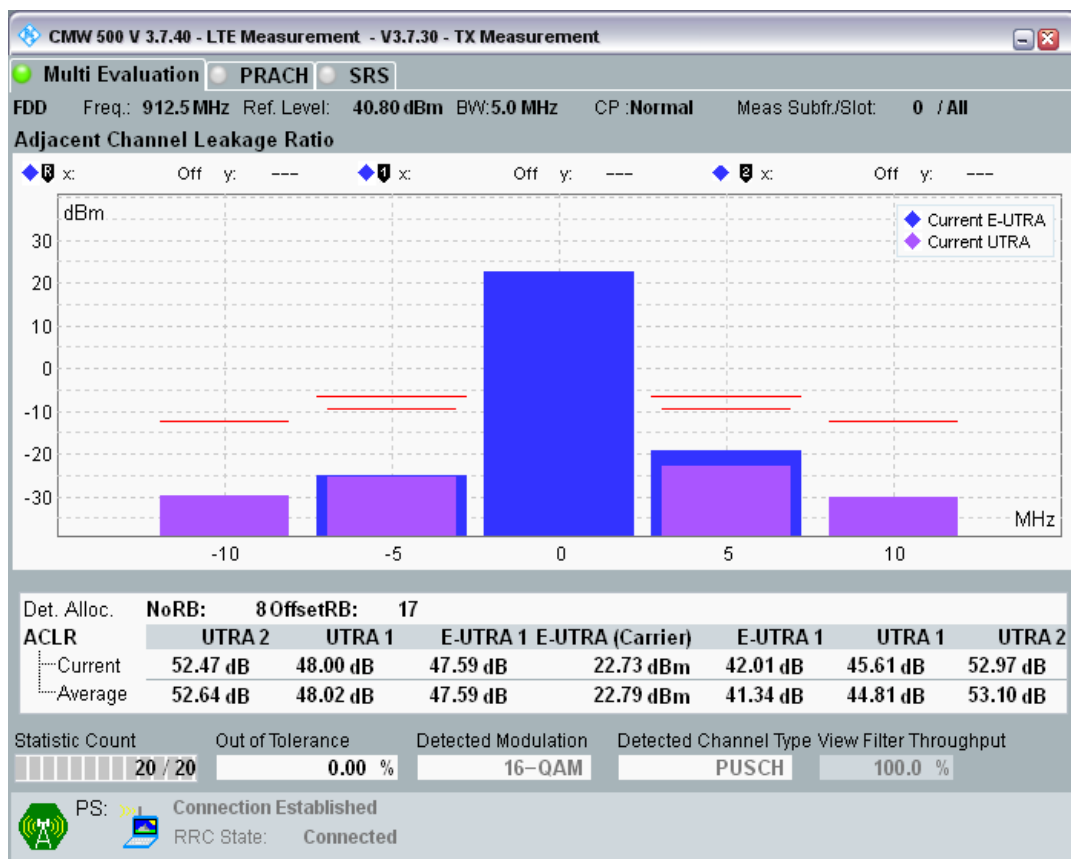 CMW 500 V 3.7.40 - LTE Measurement - V3.7.30 - TX Measurement
Multi Evaluation PRACH SRS
FDD Freq.: 912.5 MHz Ref. Level: 40.80 dBm BW:5.0 MHz CP :Normal Meas Subfr./Slot: 0 / All
Adjacent Channel Leakage Ratio
R x: Off y: --- 1 x: Off y: --- 2 x: Off y: ---
dBm
Current E-UTRA
Current UTRA
30
20
10
0
-10
-20
-30
MHz
-10 -5 0 5 10
Det. Alloc. NoRB: 8 OffsetRB: 17
ACLR UTRA 2 UTRA 1 E-UTRA 1 E-UTRA (Carrier) E-UTRA 1 UTRA 1 UTRA 2
Current 52.47 dB 48.00 dB 47.59 dB 22.73 dBm 42.01 dB 45.61 dB 52.97 dB
Average 52.64 dB 48.02 dB 47.59 dB 22.79 dBm 41.34 dB 44.81 dB 53.10 dB
Statistic Count Out of Tolerance Detected Modulation Detected Channel Type View Filter Throughput
20 / 20 0.00 % 16-QAM PUSCH 100.0 %
PS: Connection Established
RRC State: Connected